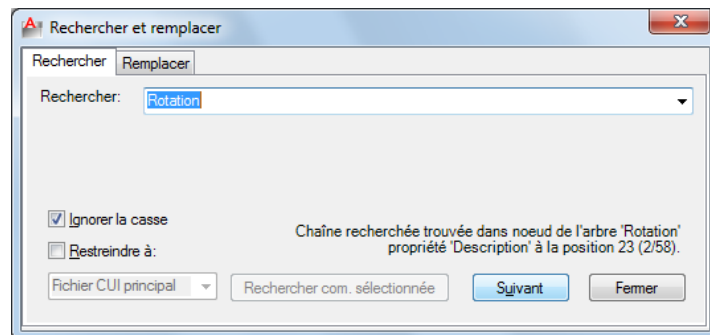 Rechercher et remplacer
Rechercher Remplacer
Rechercher: Rotation
Ignorer la casse
Restreindre à:
Chaîne recherchée trouvée dans noeud de l'arbre 'Rotation'
propriété 'Description' à la position 23 (2/58).
Fichier CUI principal Rechercher com. sélectionnée Suivant Fermer